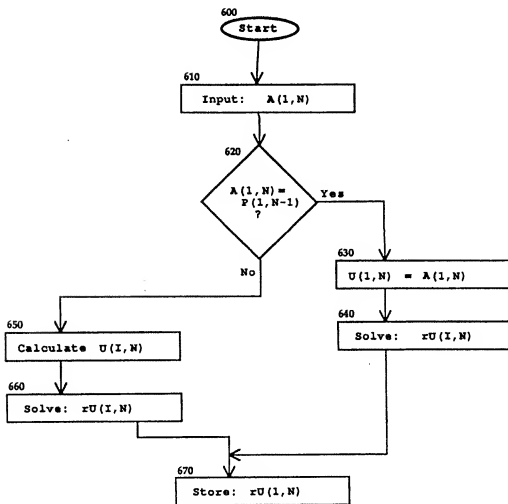 600
Start
610
Input: A(1,N)
620
A(1,N)=
P(1,N-1)
?
Yes
No
630
U(1,N) = A(1,N)
640
Solve: rU(I,N)
650
Calculate U(I,N)
660
Solve: rU(I,N)
670
Store: rU(1,N)